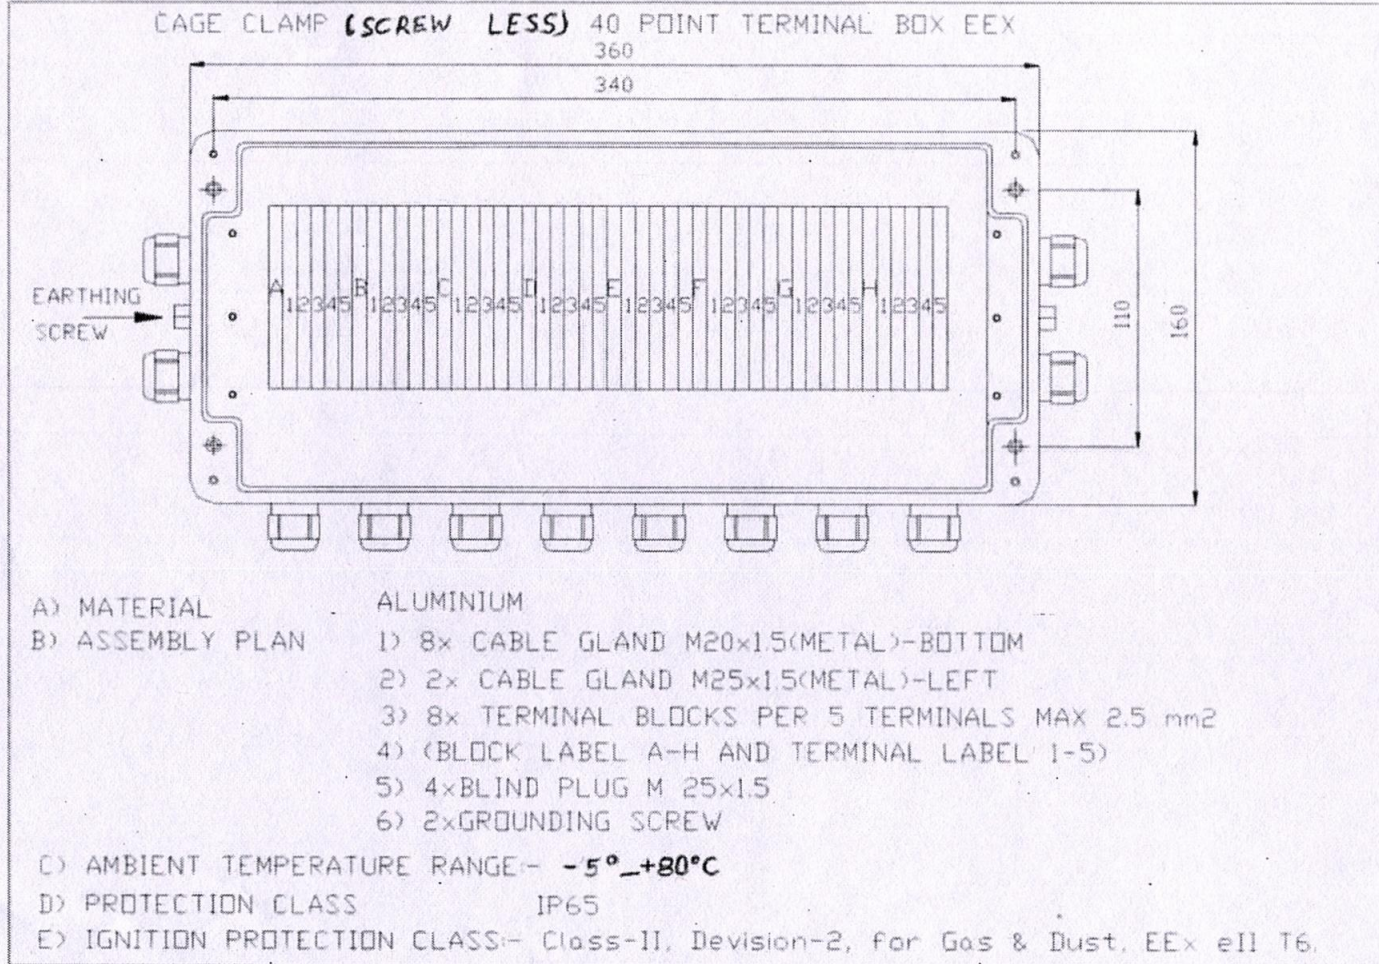 CAGE CLAMP (SCREW LESS) 40 POINT TERMINAL BOX EEX
360
340
EARTHING
SCREW
A 12345 B 12345 C 12345 D 12345 E 12345 F 12345 G 12345 H 12345
110
160
A) MATERIAL ALUMINIUM
B) ASSEMBLY PLAN 1) 8x CABLE GLAND M20x1.5(METAL)-BOTTOM
2) 2x CABLE GLAND M25x1.5(METAL)-LEFT
3) 8x TERMINAL BLOCKS PER 5 TERMINALS MAX 2.5 mm2
4) (BLOCK LABEL A-H AND TERMINAL LABEL 1-5)
5) 4xBLIND PLUG M 25x1.5
6) 2xGROUNDING SCREW
C) AMBIENT TEMPERATURE RANGE:- -5°_+80°C
D) PROTECTION CLASS IP65
E) IGNITION PROTECTION CLASS:- Class-II, Devision-2, for Gas & Dust, EEx eII T6.